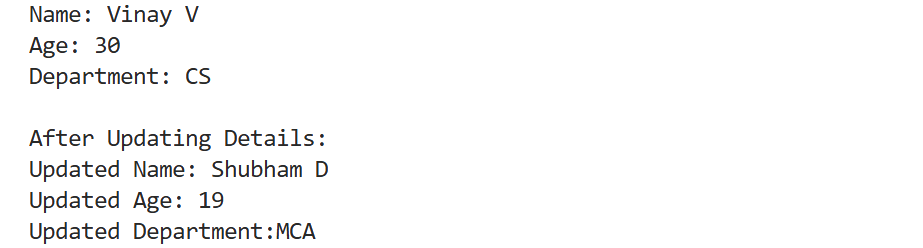 Name: Vinay V
Age: 30
Department: CS
After Updating Details:
Updated Name: Shubham D
Updated Age: 19
Updated Department:MCA